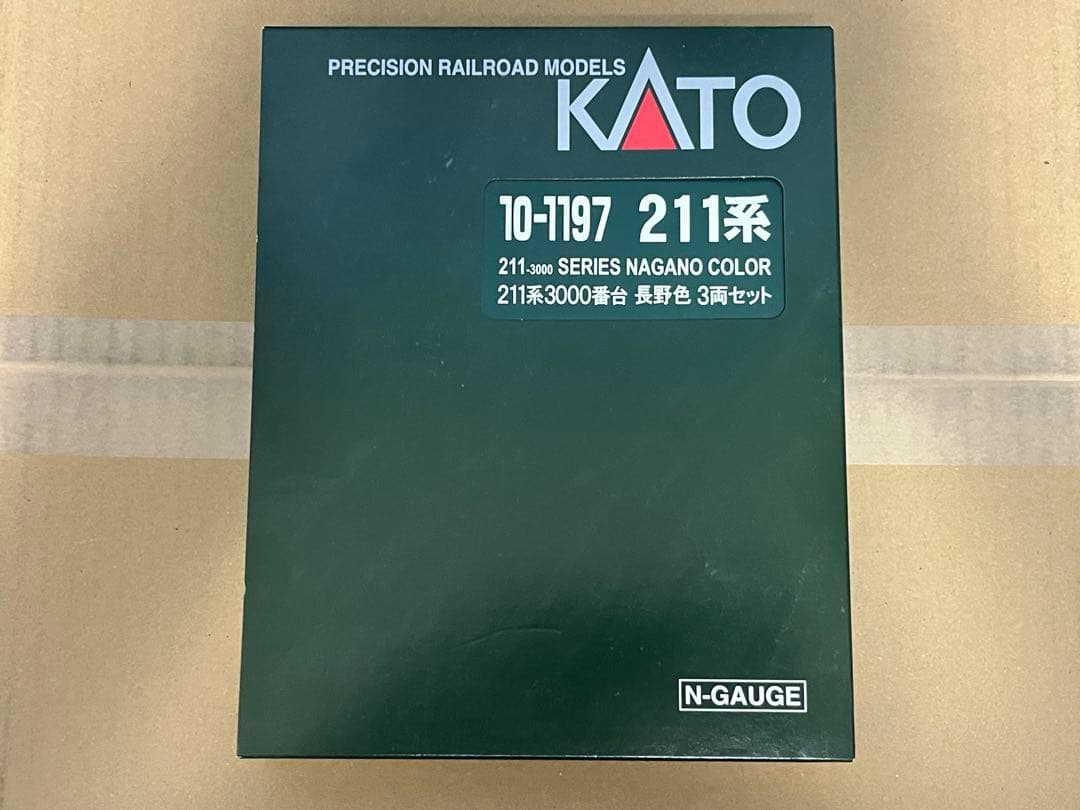 PRECISION RAILROAD MODELS
KATO
10-1197 211系
211-3000 SERIES NAGANO COLOR
211系3000番台 長野色 3両セット
N-GAUGE